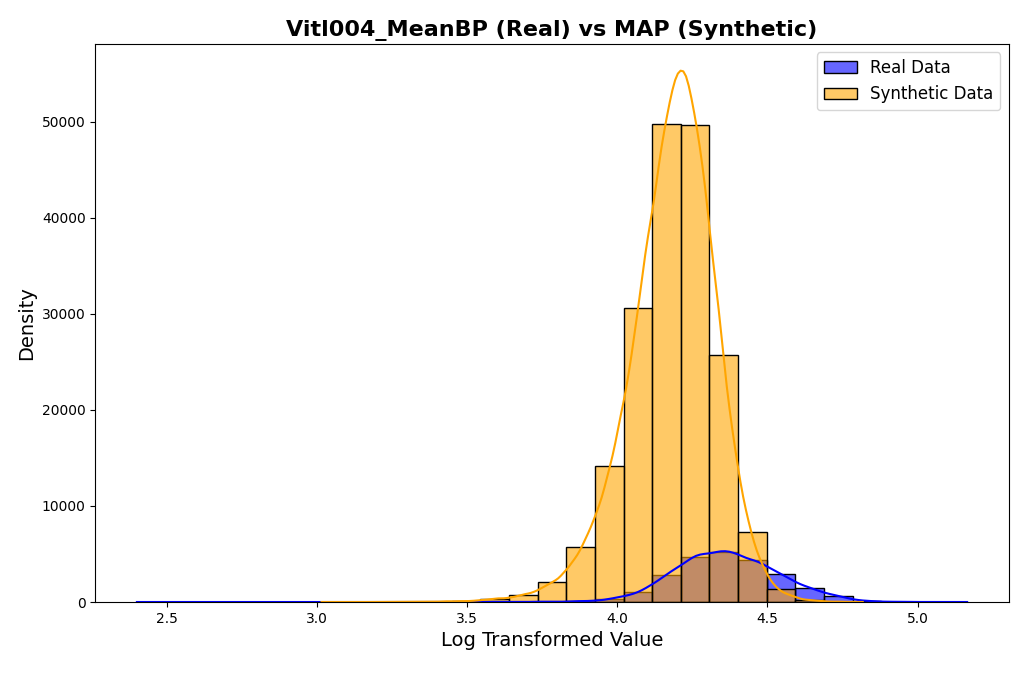 VitI004_MeanBP (Real) vs MAP (Synthetic)
Real Data
Synthetic Data
Density
50000
40000
30000
20000
10000
0
2.5
3.0
3.5
4.0
4.5
5.0
Log Transformed Value